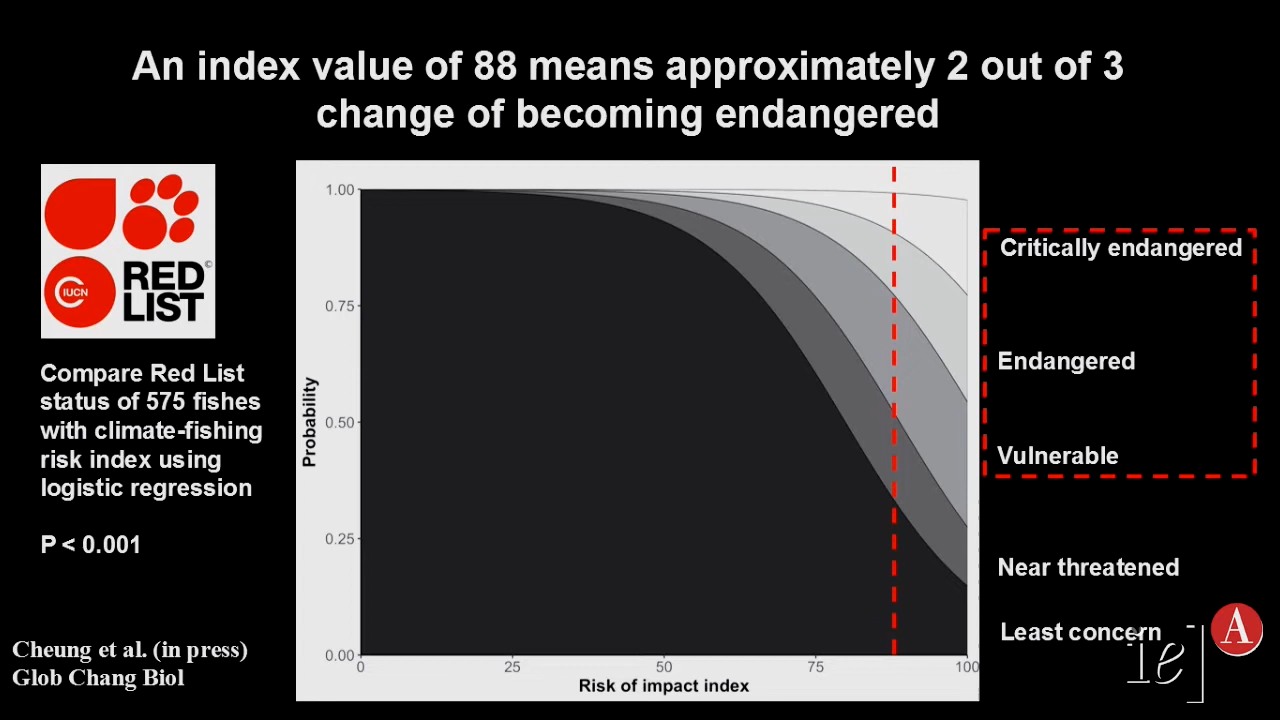 An index value of 88 means approximately 2 out of 3
change of becoming endangered
IUCN
RED
LIST
©
Compare Red List
status of 575 fishes
with climate-fishing
risk index using
logistic regression
P < 0.001
Cheung et al. (in press)
Glob Chang Biol
Probability
1.00
0.75
0.50
0.25
0.00
0
25
50
75
100
Risk of impact index
Critically endangered
Endangered
Vulnerable
Near threatened
Least concern
1e]
A